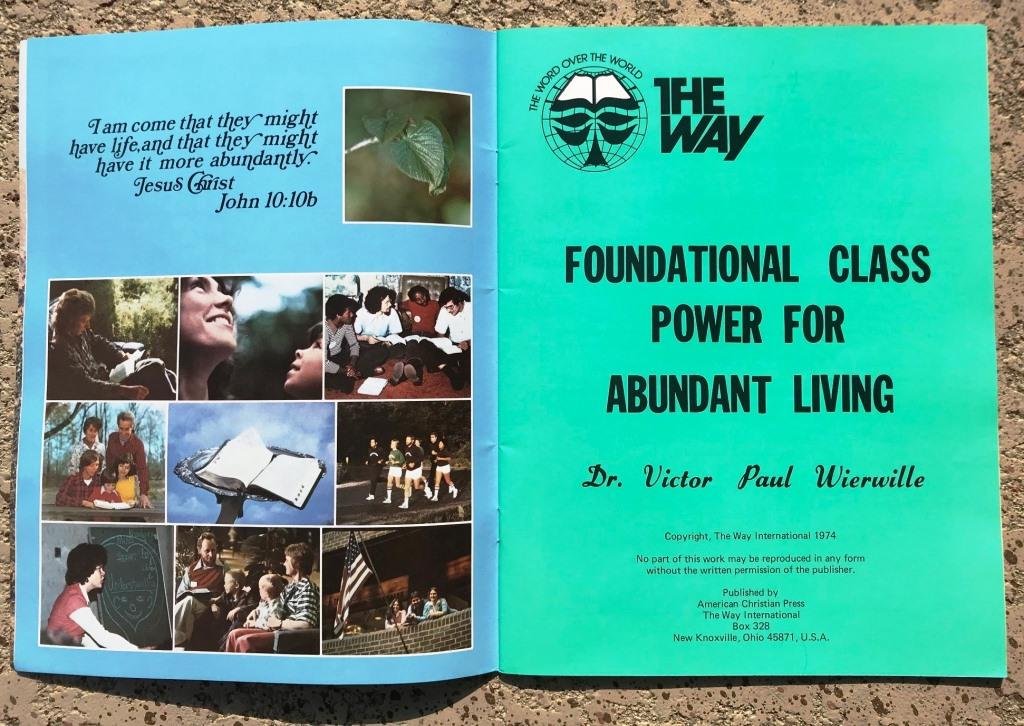 I am come that they might
have life, and that they might
have it more abundantly
Jesus Christ
John 10:10b
THE WORD OVER THE WORLD
THE
WAY
FOUNDATIONAL CLASS
POWER FOR
ABUNDANT LIVING
Dr. Victor Paul Wierwille
Copyright, The Way International 1974
No part of this work may be reproduced in any form
without the written permission of the publisher.
Published by
American Christian Press
The Way International
Box 328
New Knoxville, Ohio 45871, U.S.A.